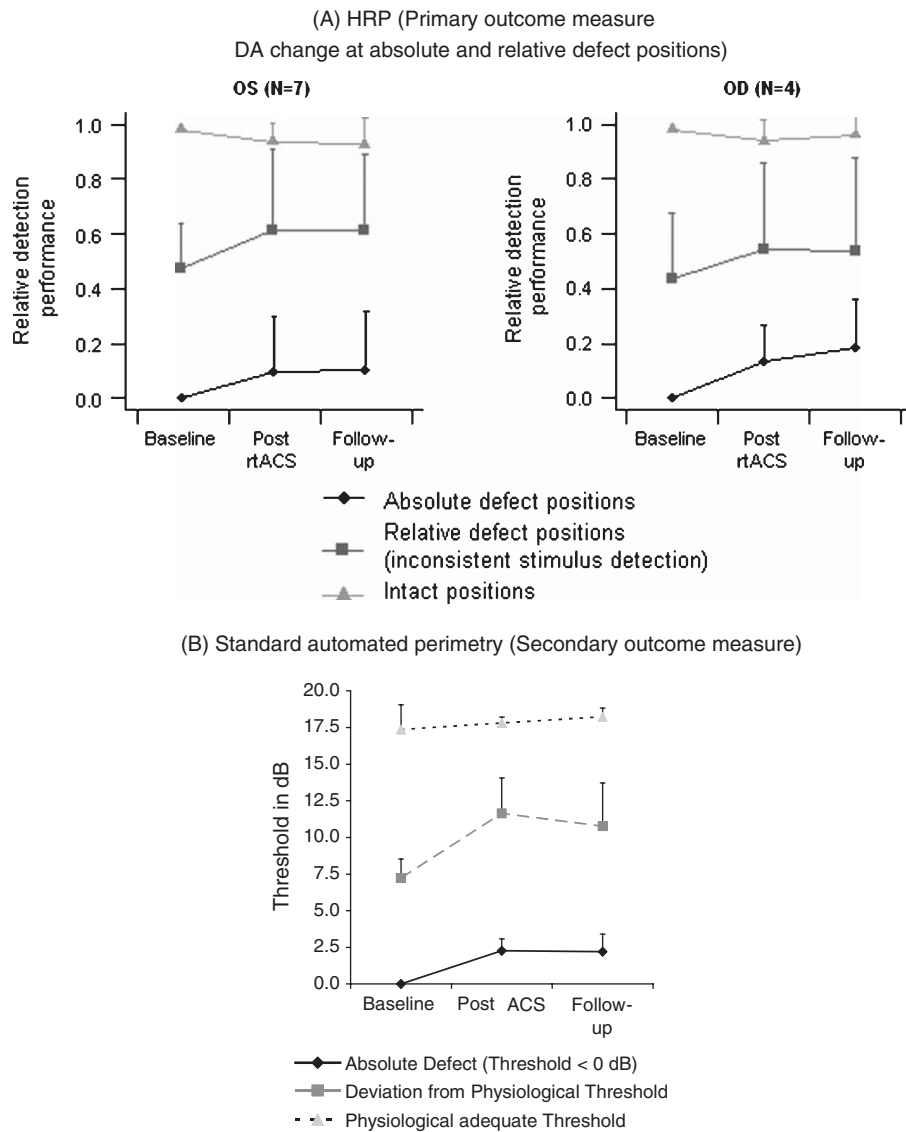 (A) HRP (Primary outcome measure
DA change at absolute and relative defect positions)
OS (N=7)
OD (N=4)
Relative detection
performance
1.0
0.8
0.6
0.4
0.2
0.0
Baseline
Post
rtACS
Follow-
up
Relative detection
performance
1.0
0.8
0.6
0.4
0.2
0.0
Baseline
Post
rtACS
Follow-
up
Absolute defect positions
Relative defect positions
(inconsistent stimulus detection)
Intact positions
(B) Standard automated perimetry (Secondary outcome measure)
Threshold in dB
20.0
17.5
15.0
12.5
10.0
7.5
5.0
2.5
0.0
Baseline
Post ACS
Follow-
up
Absolute Defect (Threshold < 0 dB)
Deviation from Physiological Threshold
Physiological adequate Threshold